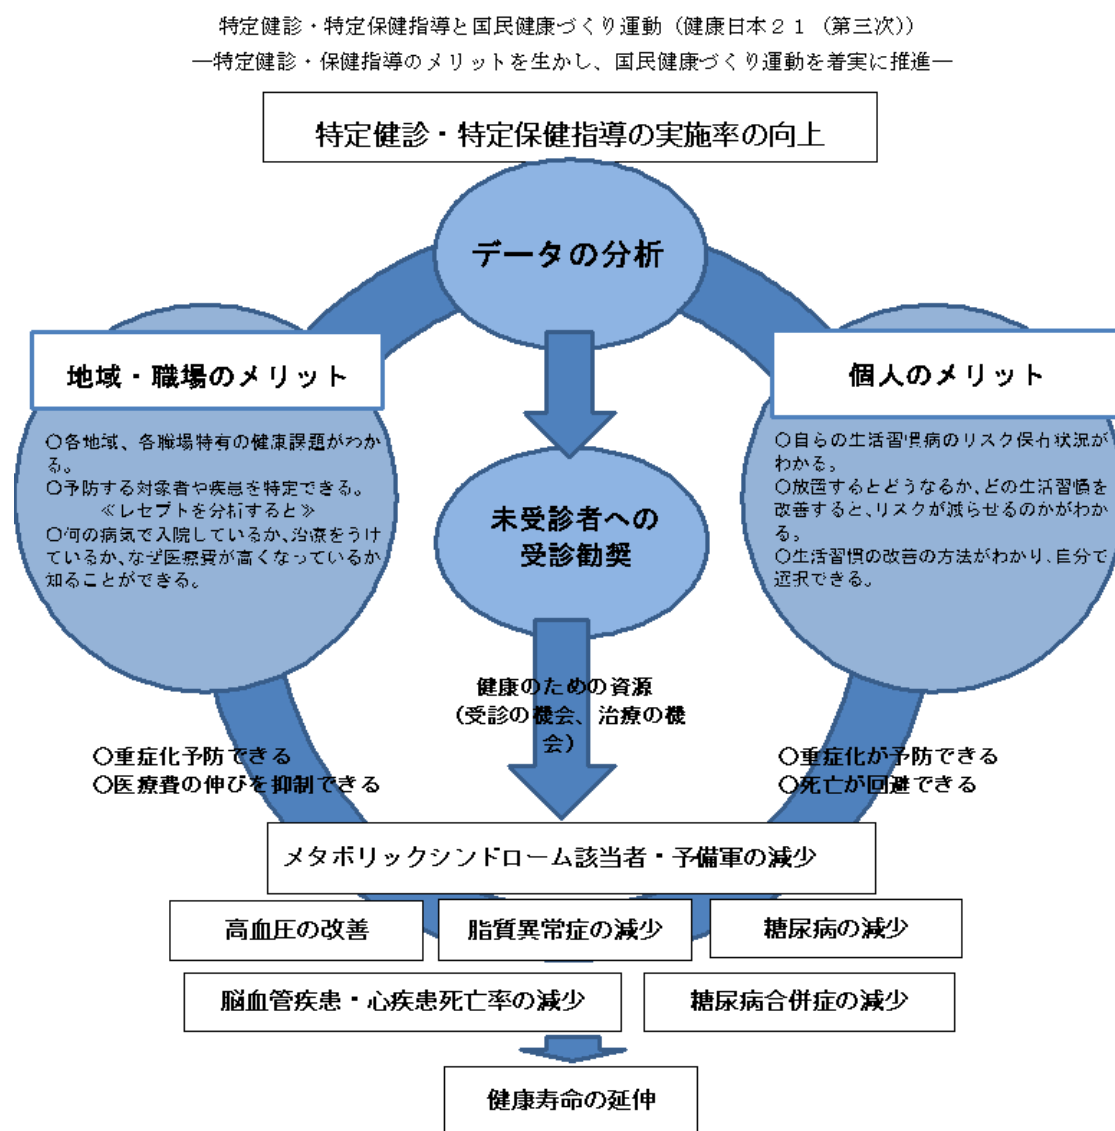 特定健診・特定保健指導と国民健康づくり運動（健康日本２１（第三次））
―特定健診・保健指導のメリットを生かし、国民健康づくり運動を着実に推進―
特定健診・特定保健指導の実施率の向上
データの分析
地域・職場のメリット
○各地域、各職場特有の健康課題がわか
る。
○予防する対象者や疾患を特定できる。
≪レセプトを分析すると≫
○何の病気で入院しているか、治療をうけ
ているか、なぜ医療費が高くなっているか
知ることができる。
個人のメリット
○自らの生活習慣病のリスク保有状況が
わかる。
○放置するとどうなるか、どの生活習慣を
改善すると、リスクが減らせるのかがわか
る。
○生活習慣の改善の方法がわかり、自分で
選択できる。
未受診者への
受診勧奨
健康のための資源
（受診の機会、治療の機
会）
○重症化予防できる
○医療費の伸びを抑制できる
○重症化が予防できる
○死亡が回避できる
メタボリックシンドローム該当者・予備軍の減少
高血圧の改善
脂質異常症の減少
糖尿病の減少
脳血管疾患・心疾患死亡率の減少
糖尿病合併症の減少
健康寿命の延伸